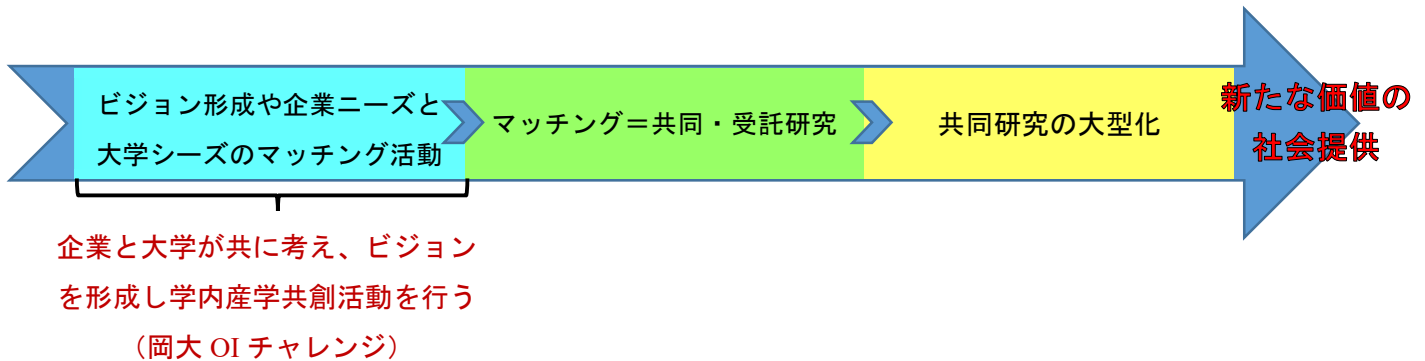 ビジョン形成や企業ニーズと
大学シーズのマッチング活動
マッチング＝共同・受託研究
共同研究の大型化
新たな価値の
社会提供
企業と大学が共に考え、ビジョン
を形成し学内産学共創活動を行う
（岡大 OI チャレンジ）